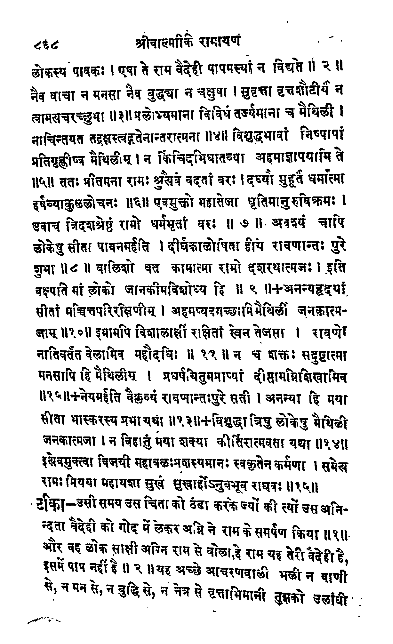 ८६८ श्रीवाल्मीकि रामायणं
लोकस्य पावकः । एषा ते राम वैदेही पापमस्यां न विद्यते ॥ २ ॥
नैव वाचा न मनसा नैव बुद्ध्या न चक्षुषा । सुवृत्ता वृत्तशौटीर्यं न
त्वामत्यचरच्छुभा ॥३॥ प्रलोभ्यमाना विविधं तर्ज्यमाना च मैथिली ।
नाचिन्तयत तद्रक्षस्त्वद्गतेनान्तरात्मना ॥४॥ विशुद्धभावां निष्पापां
प्रतिगृह्णीष्व मैथिलीम् । न किंचिदभिधातव्या अहमाज्ञापयामि ते
॥५॥ ततः प्रीतमना रामः श्रुत्वैवं वदतां वरः । दध्यौ मुहूर्तं धर्मात्मा
हर्षव्याकुललोचनः ॥६॥ एवमुक्तो महातेजा धृतिमानुरुविक्रमः ।
उवाच त्रिदशश्रेष्ठं रामो धर्मभृतां वरः ॥ ७ ॥ अवश्यं चापि
लोकेषु सीता पावनमर्हति । दीर्घकालोषिता हीयं रावणान्तःपुरे
शुभा ॥८॥ बालिशो बत कामात्मा रामो दशरथात्मजः । इति
वक्ष्यति मां लोको जानकीमविशोध्य हि ॥ ९ ॥+अनन्यहृदयां
सीतां मच्चित्तपरिरक्षिणीम् । अहमप्यवगच्छामि मैथिलीं जनकात्म-
जाम् ॥१०॥ इमामपि विशालाक्षीं रक्षितां स्वेन तेजसा । रावणो
नातिवर्तेत वेलामिव महोदधिः ॥ ११ ॥ न च शक्तः सदुष्टात्मा
मनसापि हि मैथिलीम् । प्रधर्षयितुमप्राप्यां दीप्तामग्निशिखामिव
॥१२॥+नेयमर्हति वैक्लव्यं रावणान्तःपुरे सती । अनन्या हि मया
सीता भास्करस्य प्रभा यथा ॥१३॥+विशुद्धा त्रिषु लोकेषु मैथिली
जनकात्मजा । न विहातुं मया शक्या कीर्तिरात्मवता यथा ॥१४॥
इत्येवमुक्त्वा विजयी महाबलःप्रशस्यमानः स्वकृतेन कर्मणा । समेत्य
रामः प्रियया महायशाः सुखं सुखार्होऽनुबभूव राघवः ॥१५॥
टीका—उसी समय उस चिता को ठंढा करके ज्यों की त्यों उस अनि-
न्दता वैदेही को गोद में लेकर अग्नि ने राम के समर्पण किया ॥१॥
और वह लोक साक्षी अग्नि राम से बोला, हे राम यह तेरी वैदेही है,
इसमें पाप नहीं है ॥ २ ॥ यह अच्छे आचरणवाली भली न वाणी
से, न मन से, न बुद्धि से, न नेत्र से वृत्ताभिमानी तुझको उलांघी